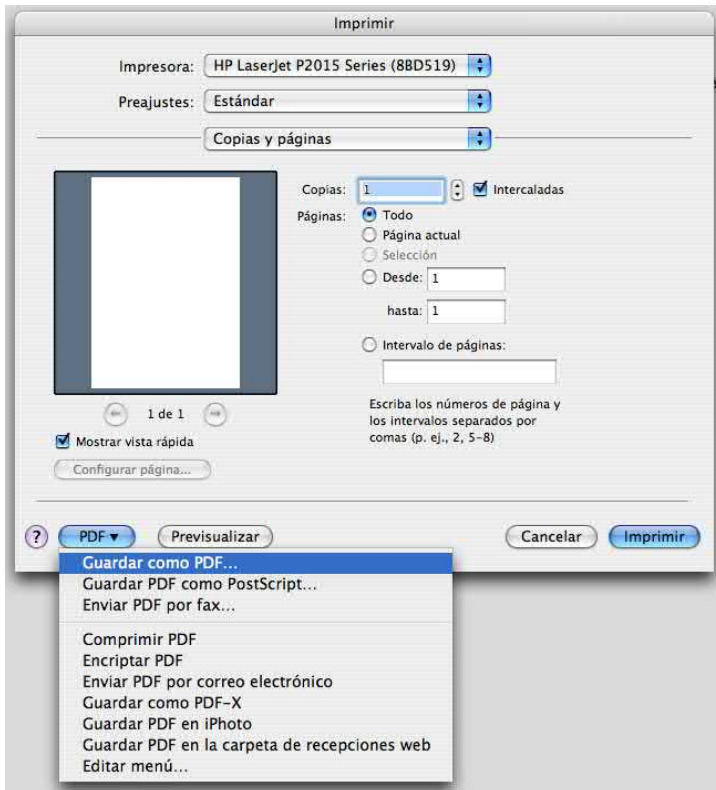 Imprimir
Impresora: HP LaserJet P2015 Series (8BD519)
Preajustes: Estándar
Copias y páginas
Copias: 1 Intercaladas
Páginas: Todo
Página actual
Selección
Desde: 1
hasta: 1
Intervalo de páginas:
Escriba los números de página y
los intervalos separados por
comas (p. ej., 2, 5-8)
1 de 1
Mostrar vista rápida
Configurar página...
? PDF▼ Previsualizar Cancelar Imprimir
Guardar como PDF...
Guardar PDF como PostScript...
Enviar PDF por fax...
Comprimir PDF
Encriptar PDF
Enviar PDF por correo electrónico
Guardar como PDF-X
Guardar PDF en iPhoto
Guardar PDF en la carpeta de recepciones web
Editar menú...